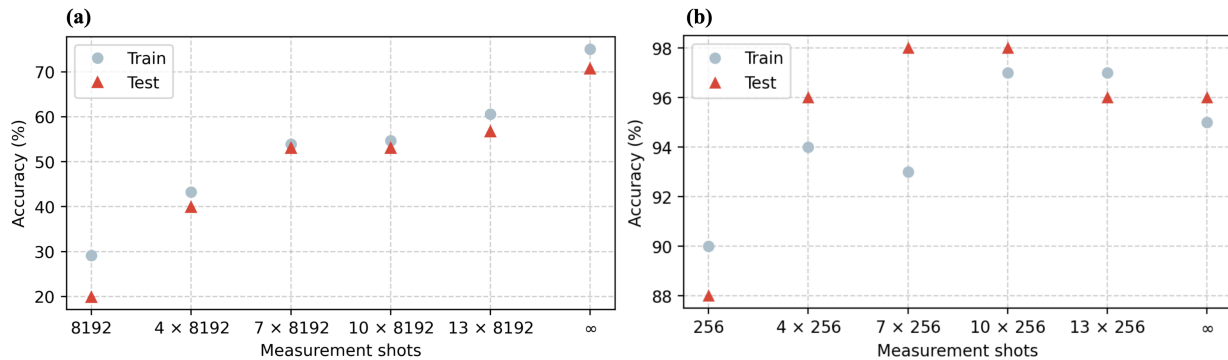 (a)
Train
Test
70
60
50
40
30
20
Accuracy (%)
8192 4 × 8192 7 × 8192 10 × 8192 13 × 8192 ∞
Measurement shots
(b)
Train
Test
98
96
94
92
90
88
Accuracy (%)
256 4 × 256 7 × 256 10 × 256 13 × 256 ∞
Measurement shots